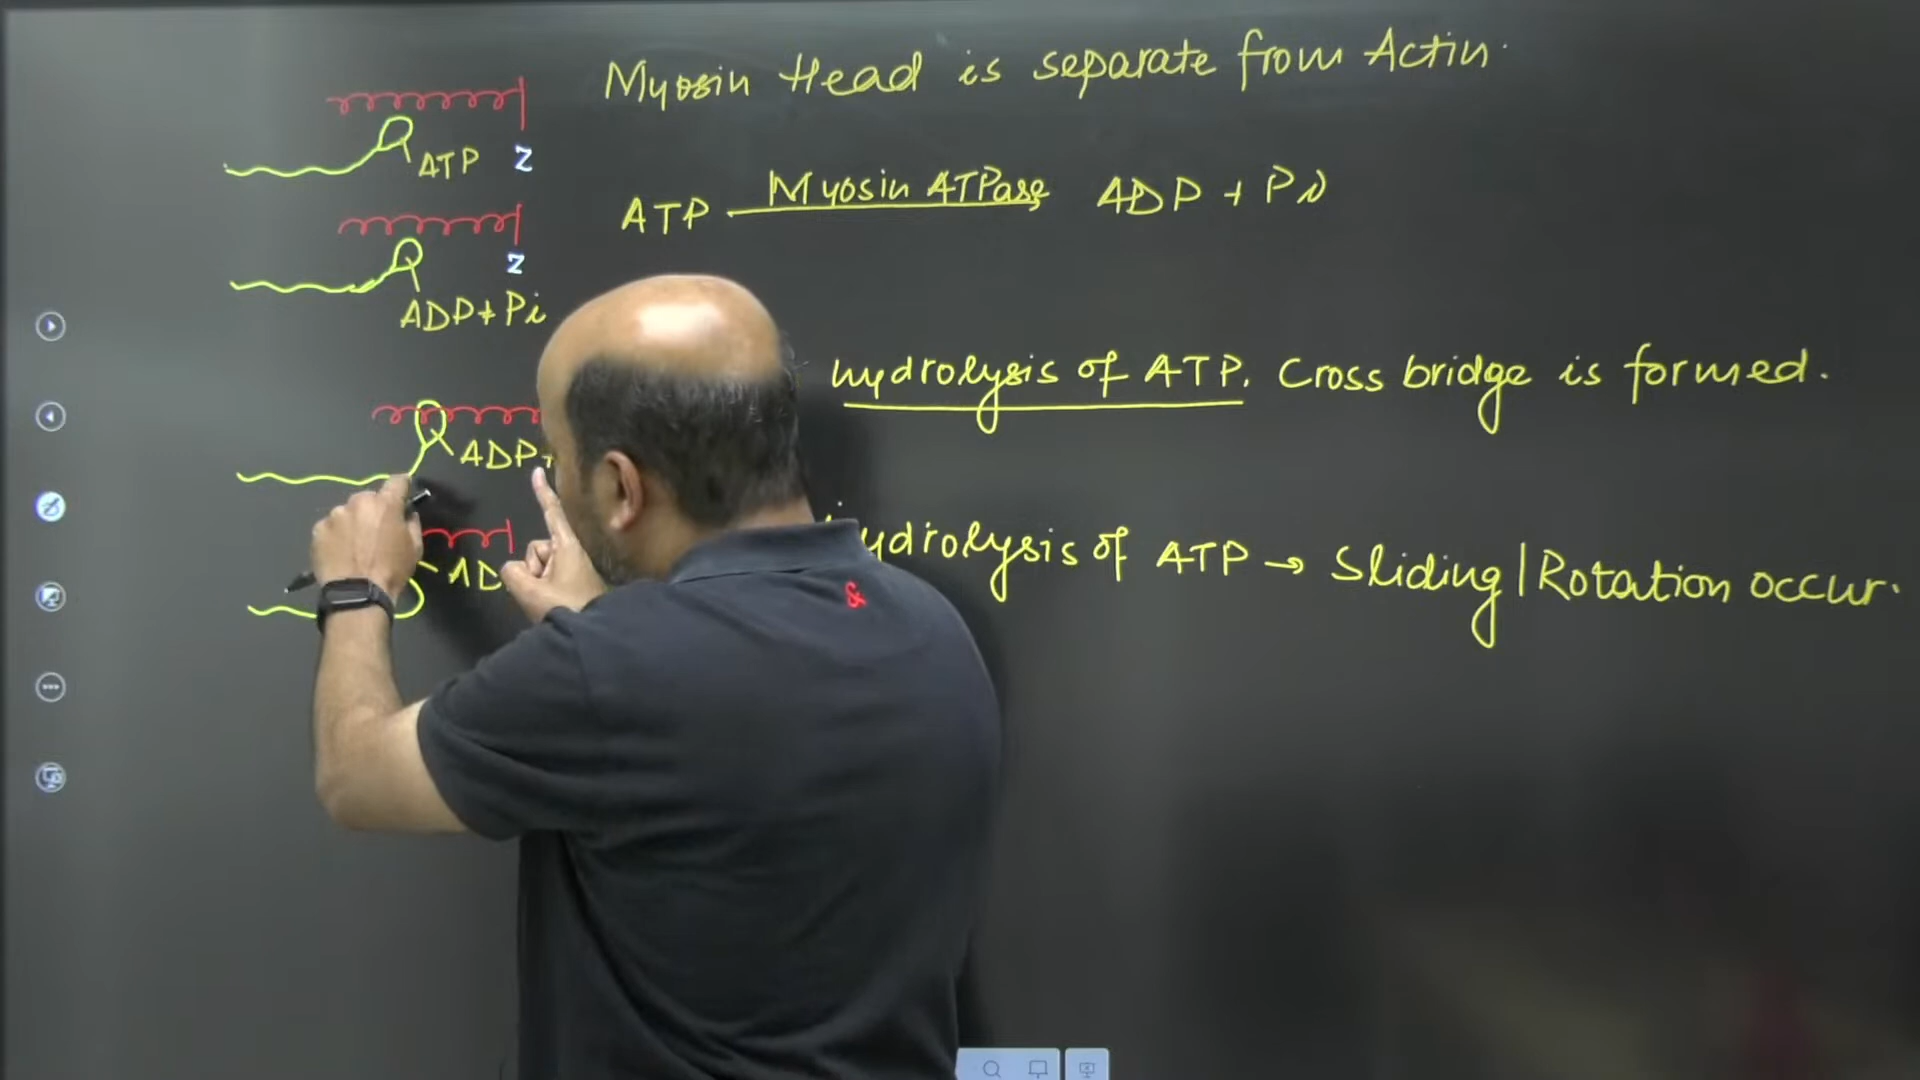 Myosin Head is separate from Actin.
ATP Z
ATP Myosin ATPase ADP + Pi
Z
ADP + Pi
hydrolysis of ATP. Cross bridge is formed.
ADP+
hydrolysis of ATP → Sliding / Rotation occur.
&